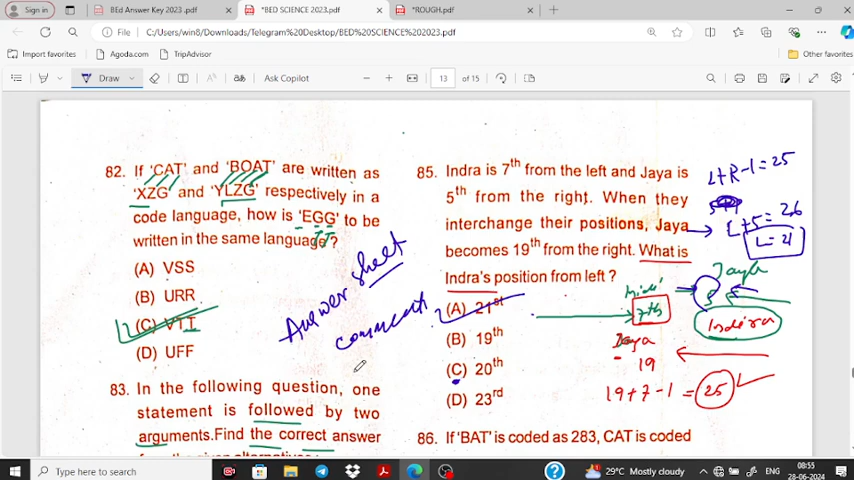 Sign in
BEd Answer Key 2023 .pdf
*BED SCIENCE 2023.pdf
*ROUGH.pdf
File
C:/Users/win8/Downloads/Telegram%20Desktop/BED%20SCIENCE%202023.pdf
Import favorites
Agoda.com
TripAdvisor
Other favorites
Draw
Ask Copilot
13
of 25
82. If 'CAT' and 'BOAT' are written as
'XZG' and 'YLZG' respectively in a
code language, how is 'EGG' to be
written in the same language ?
(A) VSS
(B) URR
(C) VTT
(D) UFF
83. In the following question, one
statement is followed by two
arguments.Find the correct answer
Answer sheet
comment
85. Indra is 7th from the left and Jaya is
5th from the right. When they
interchange their positions, Jaya
becomes 19th from the right. What is
Indra's position from left ?
(A) 21st
(B) 19th
(C) 20th
(D) 23rd
86. If 'BAT' is coded as 283, CAT is coded
L+R-1=25
L+5=26
L=21
7th
5
Indira
Jaya
19
19+7-1=25
Type here to search
29°C Mostly cloudy
ENG
08:55
28-06-2024